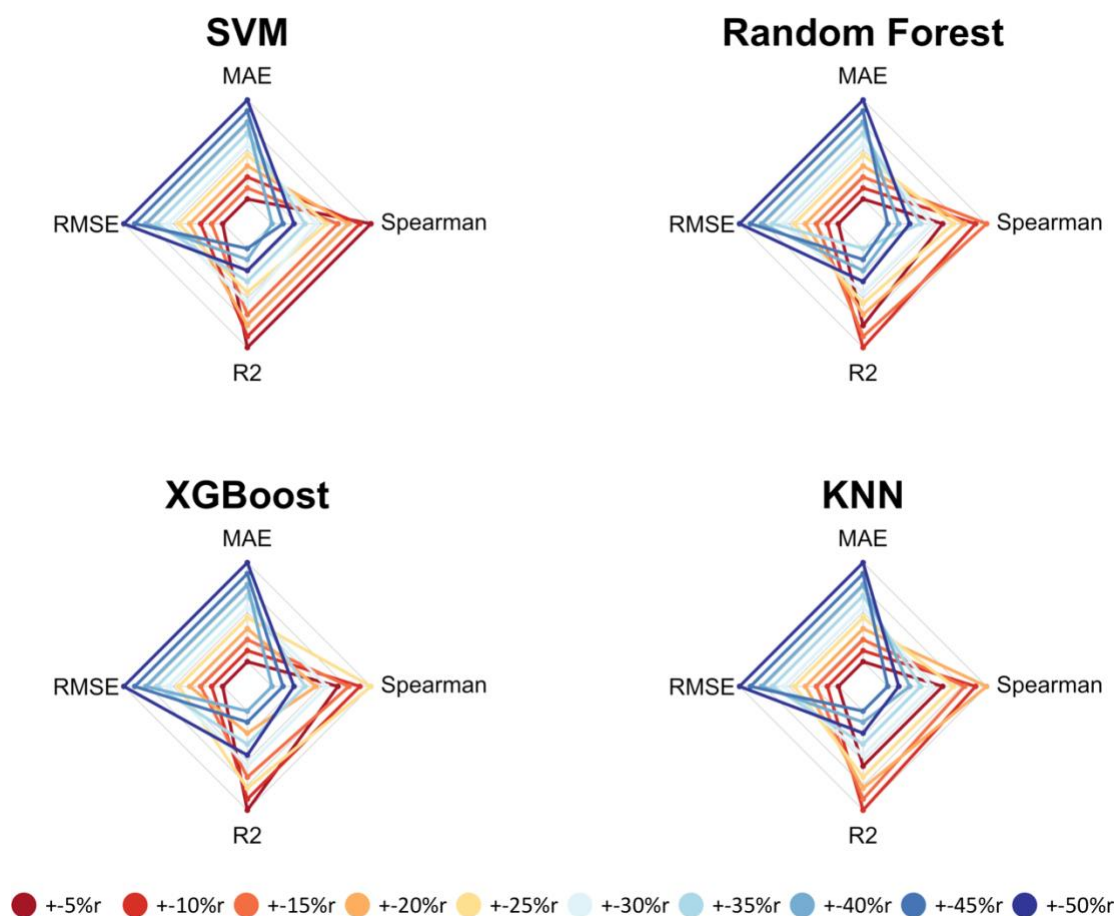 SVM
Random Forest
MAE
MAE
RMSE
Spearman
RMSE
Spearman
R2
R2
XGBoost
KNN
MAE
MAE
RMSE
Spearman
RMSE
Spearman
R2
R2
+-5%r +-10%r +-15%r +-20%r +-25%r +-30%r +-35%r +-40%r +-45%r +-50%r